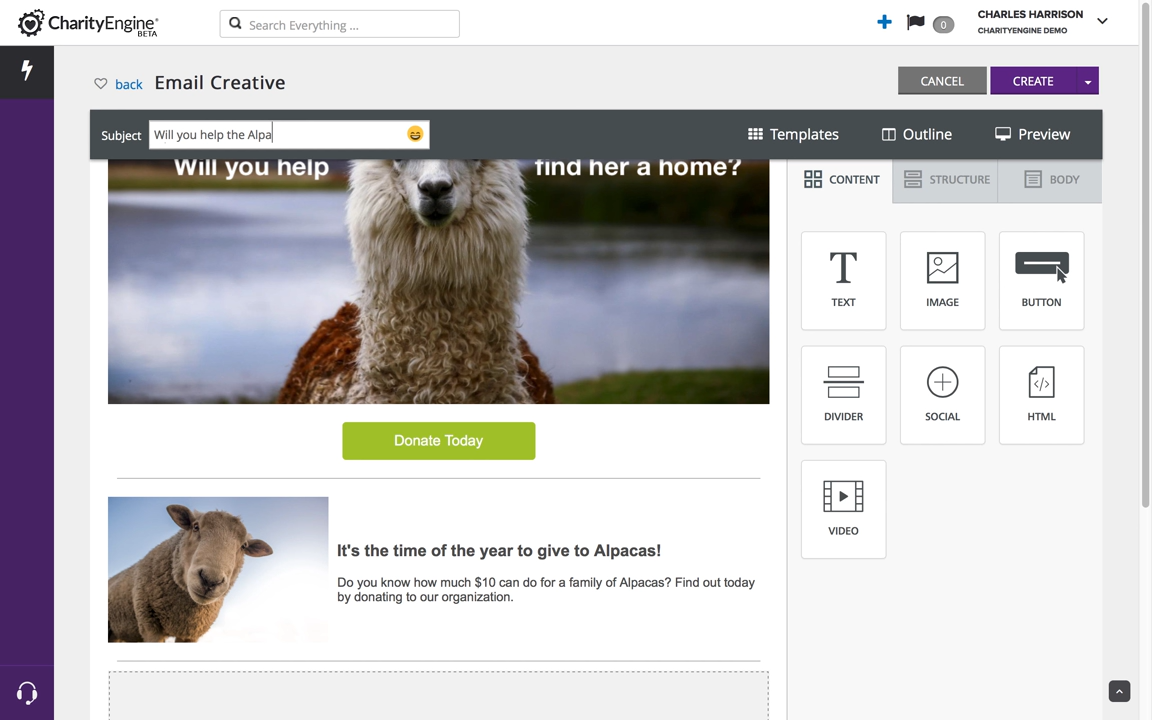 CharityEngine
BETA
Search Everything ...
0
CHARLES HARRISON
CHARITYENGINE DEMO
back
Email Creative
CANCEL
CREATE
Subject
Will you help the Alpa
Templates
Outline
Preview
Will you help find her a home?
CONTENT
STRUCTURE
BODY
TEXT
IMAGE
BUTTON
DIVIDER
SOCIAL
HTML
VIDEO
Donate Today
It's the time of the year to give to Alpacas!
Do you know how much $10 can do for a family of Alpacas? Find out today
by donating to our organization.